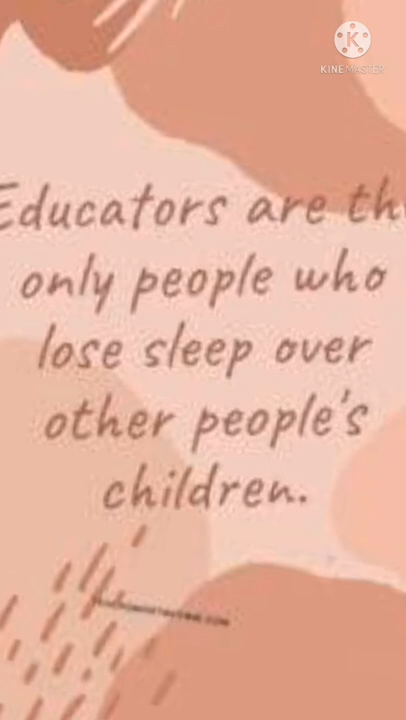 KINEMASTER
Educators are th
only people who
lose sleep over
other people's
children.